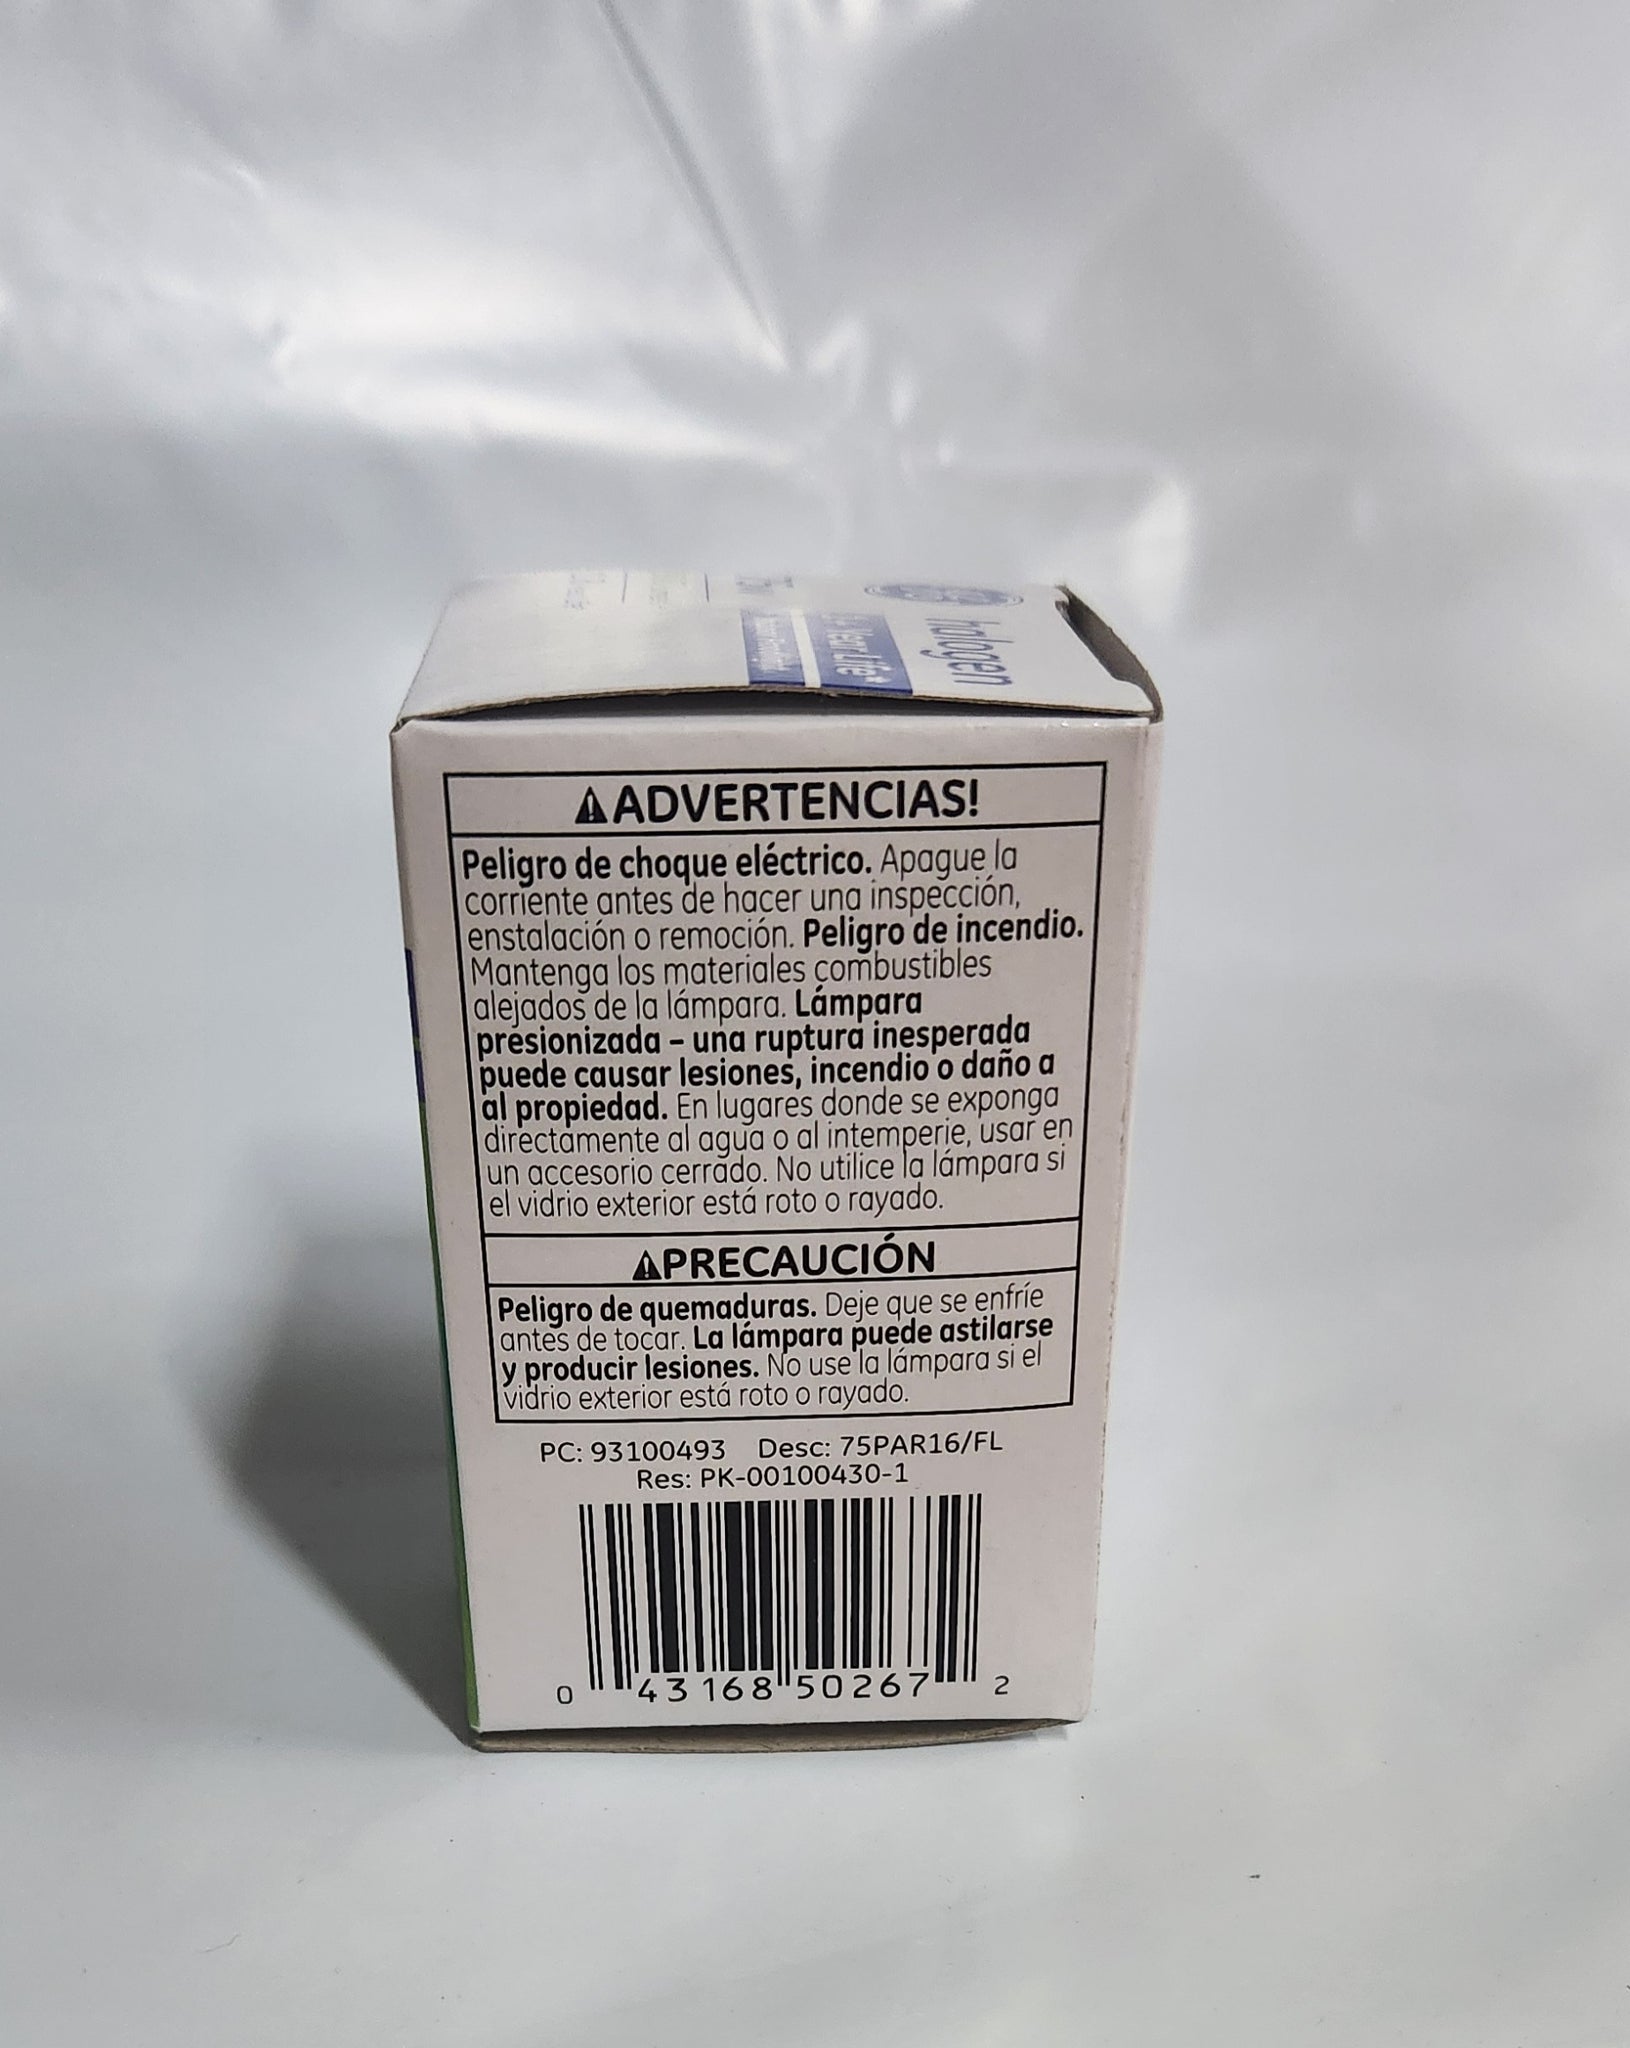 halogen
Year Life*
ADVERTENCIAS!
Peligro de choque eléctrico. Apague la
corriente antes de hacer una inspección,
enstalación o remoción. Peligro de incendio.
Mantenga los materiales combustibles
alejados de la lámpara. Lámpara
presionizada – una ruptura inesperada
puede causar lesiones, incendio o daño a
al propiedad. En lugares donde se exponga
directamente al agua o al intemperie, usar en
un accesorio cerrado. No utilice la lámpara si
el vidrio exterior está roto o rayado.
PRECAUCIÓN
Peligro de quemaduras. Deje que se enfríe
antes de tocar. La lámpara puede astilarse
y producir lesiones. No use la lámpara si el
vidrio exterior está roto o rayado.
PC: 93100493 Desc: 75PAR16/FL
Res: PK-00100430-1
0 43168 50267 2